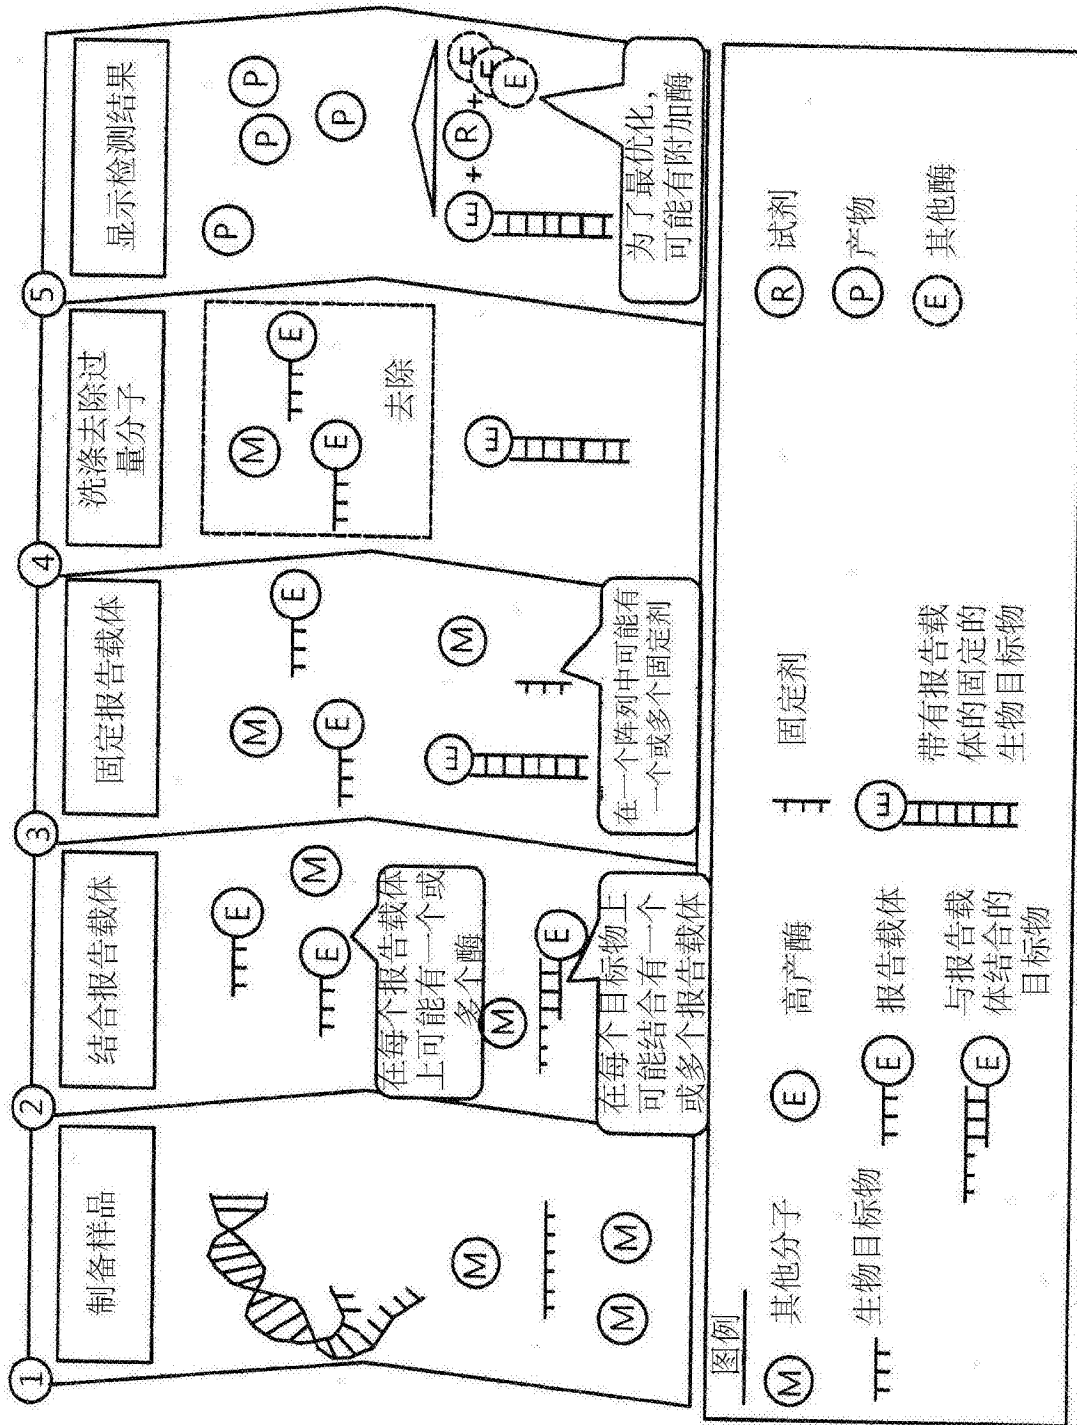 1
制备样品
M
M
M
2
结合报告载体
E
E
M
在每个报告载体
上可能有一个或
多个酶
M
E
在每个目标物上
可能结合有一个
或多个报告载体
3
固定报告载体
M
E
E
E
M
在一个阵列中可能有
一个或多个固定剂
4
洗涤去除过
量分子
M
E
E
去除
E
5
显示检测结果
P
P
P
P
E
+
R
+
E
E
E
为了最优化，
可能有附加酶
图例
M 其他分子
生物目标物
E 高产酶
E 报告载体
E 与报告载
体结合的
目标物
固定剂
E 带有报告载
体的固定的
生物目标物
R 试剂
P 产物
E 其他酶